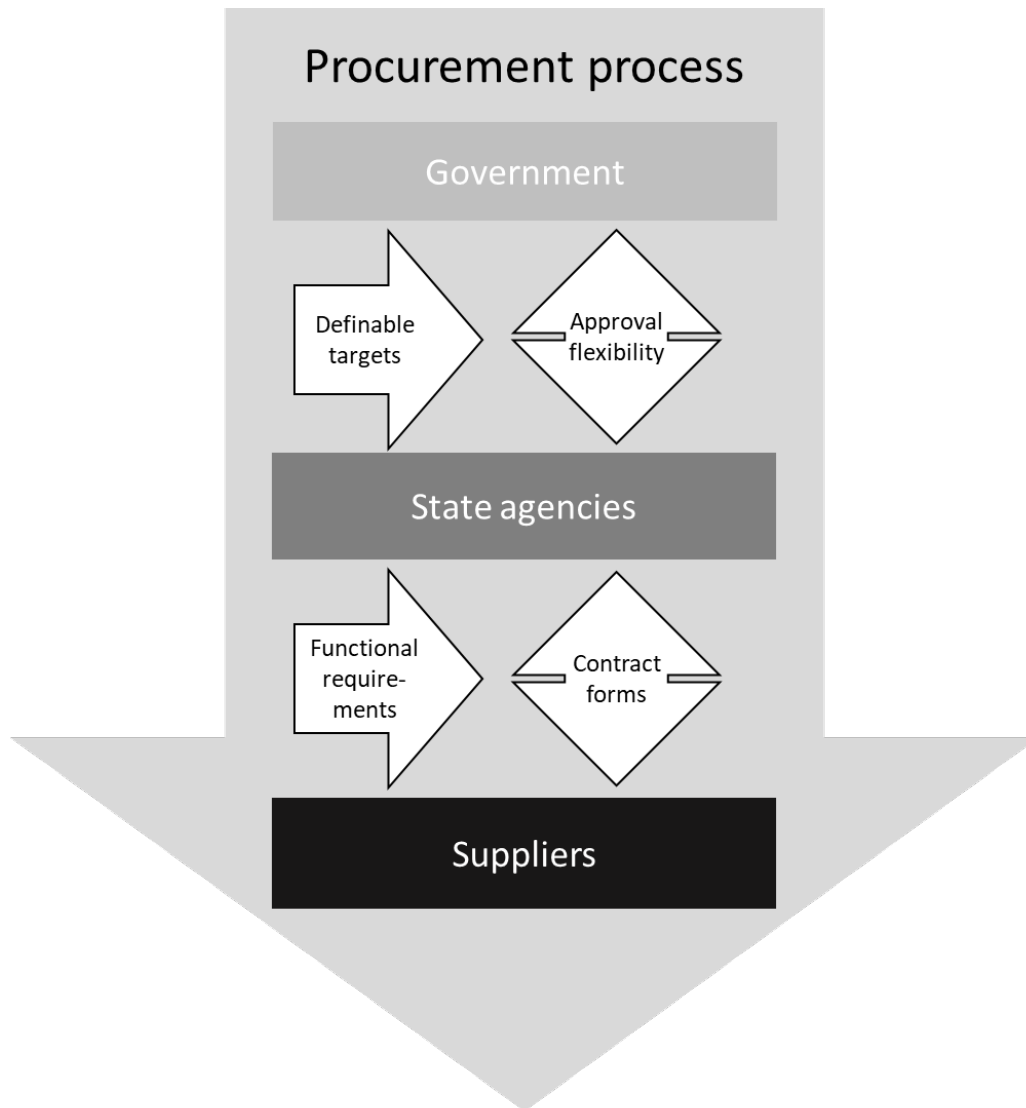 Procurement process
Government
Definable
targets
Approval
flexibility
State agencies
Functional
require-
ments
Contract
forms
Suppliers